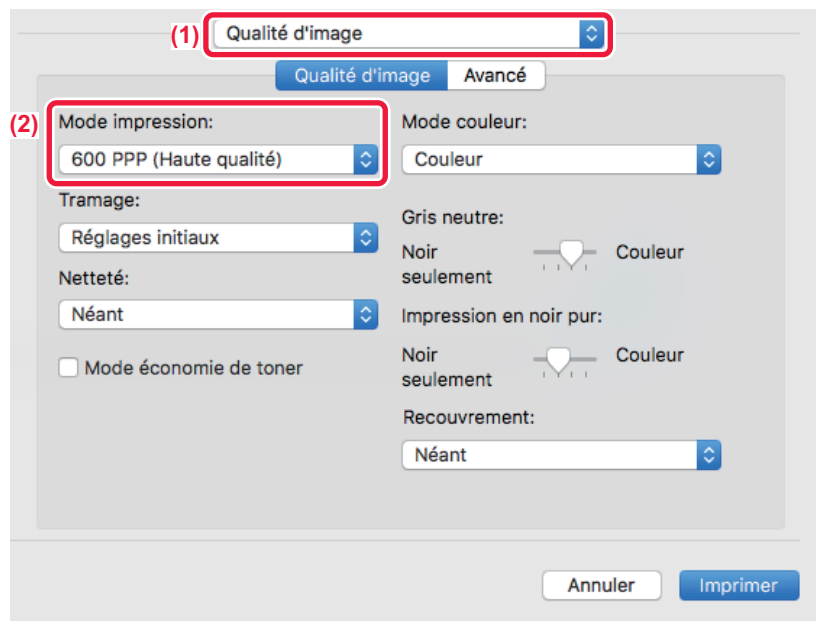 (1) Qualité d'image
Qualité d'image Avancé
(2) Mode impression:
600 PPP (Haute qualité)
Tramage:
Réglages initiaux
Netteté:
Néant
Mode économie de toner
Mode couleur:
Couleur
Gris neutre:
Noir seulement
Couleur
Impression en noir pur:
Noir seulement
Couleur
Recouvrement:
Néant
Annuler Imprimer